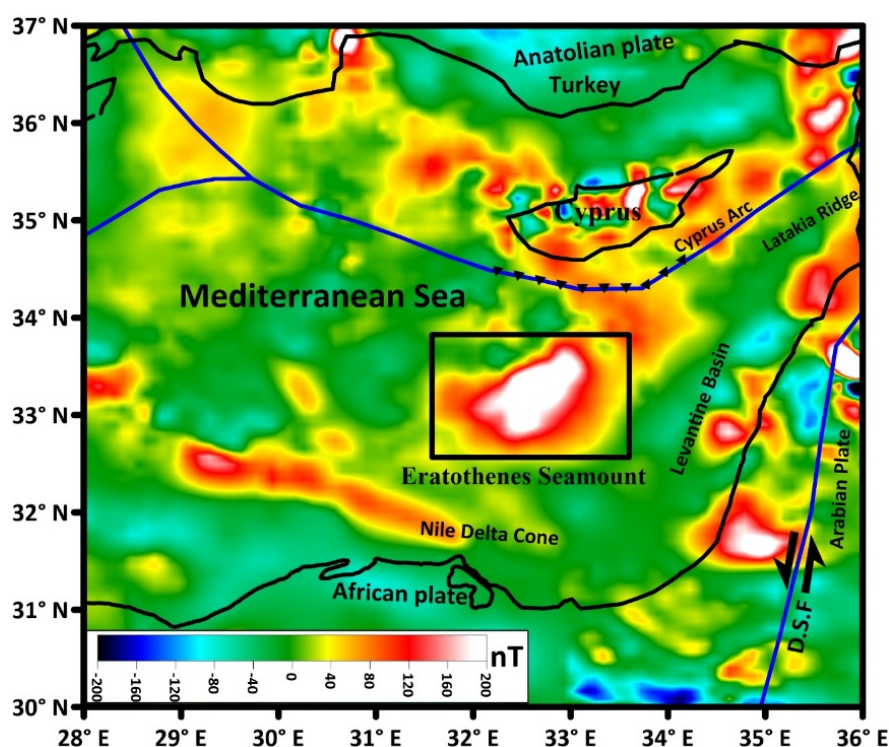 37° N
36° N
35° N
34° N
33° N
32° N
31° N
30° N
Anatolian plate
Turkey
Cyprus
Cyprus Arc
Latakia Ridge
Mediterranean Sea
Levantine Basin
Eratothenes Seamount
Arabian Plate
Nile Delta Cone
African plate
D.S.F
nT
-200
-160
-120
-80
-40
0
40
80
120
160
200
28° E
29° E
30° E
31° E
32° E
33° E
34° E
35° E
36° E